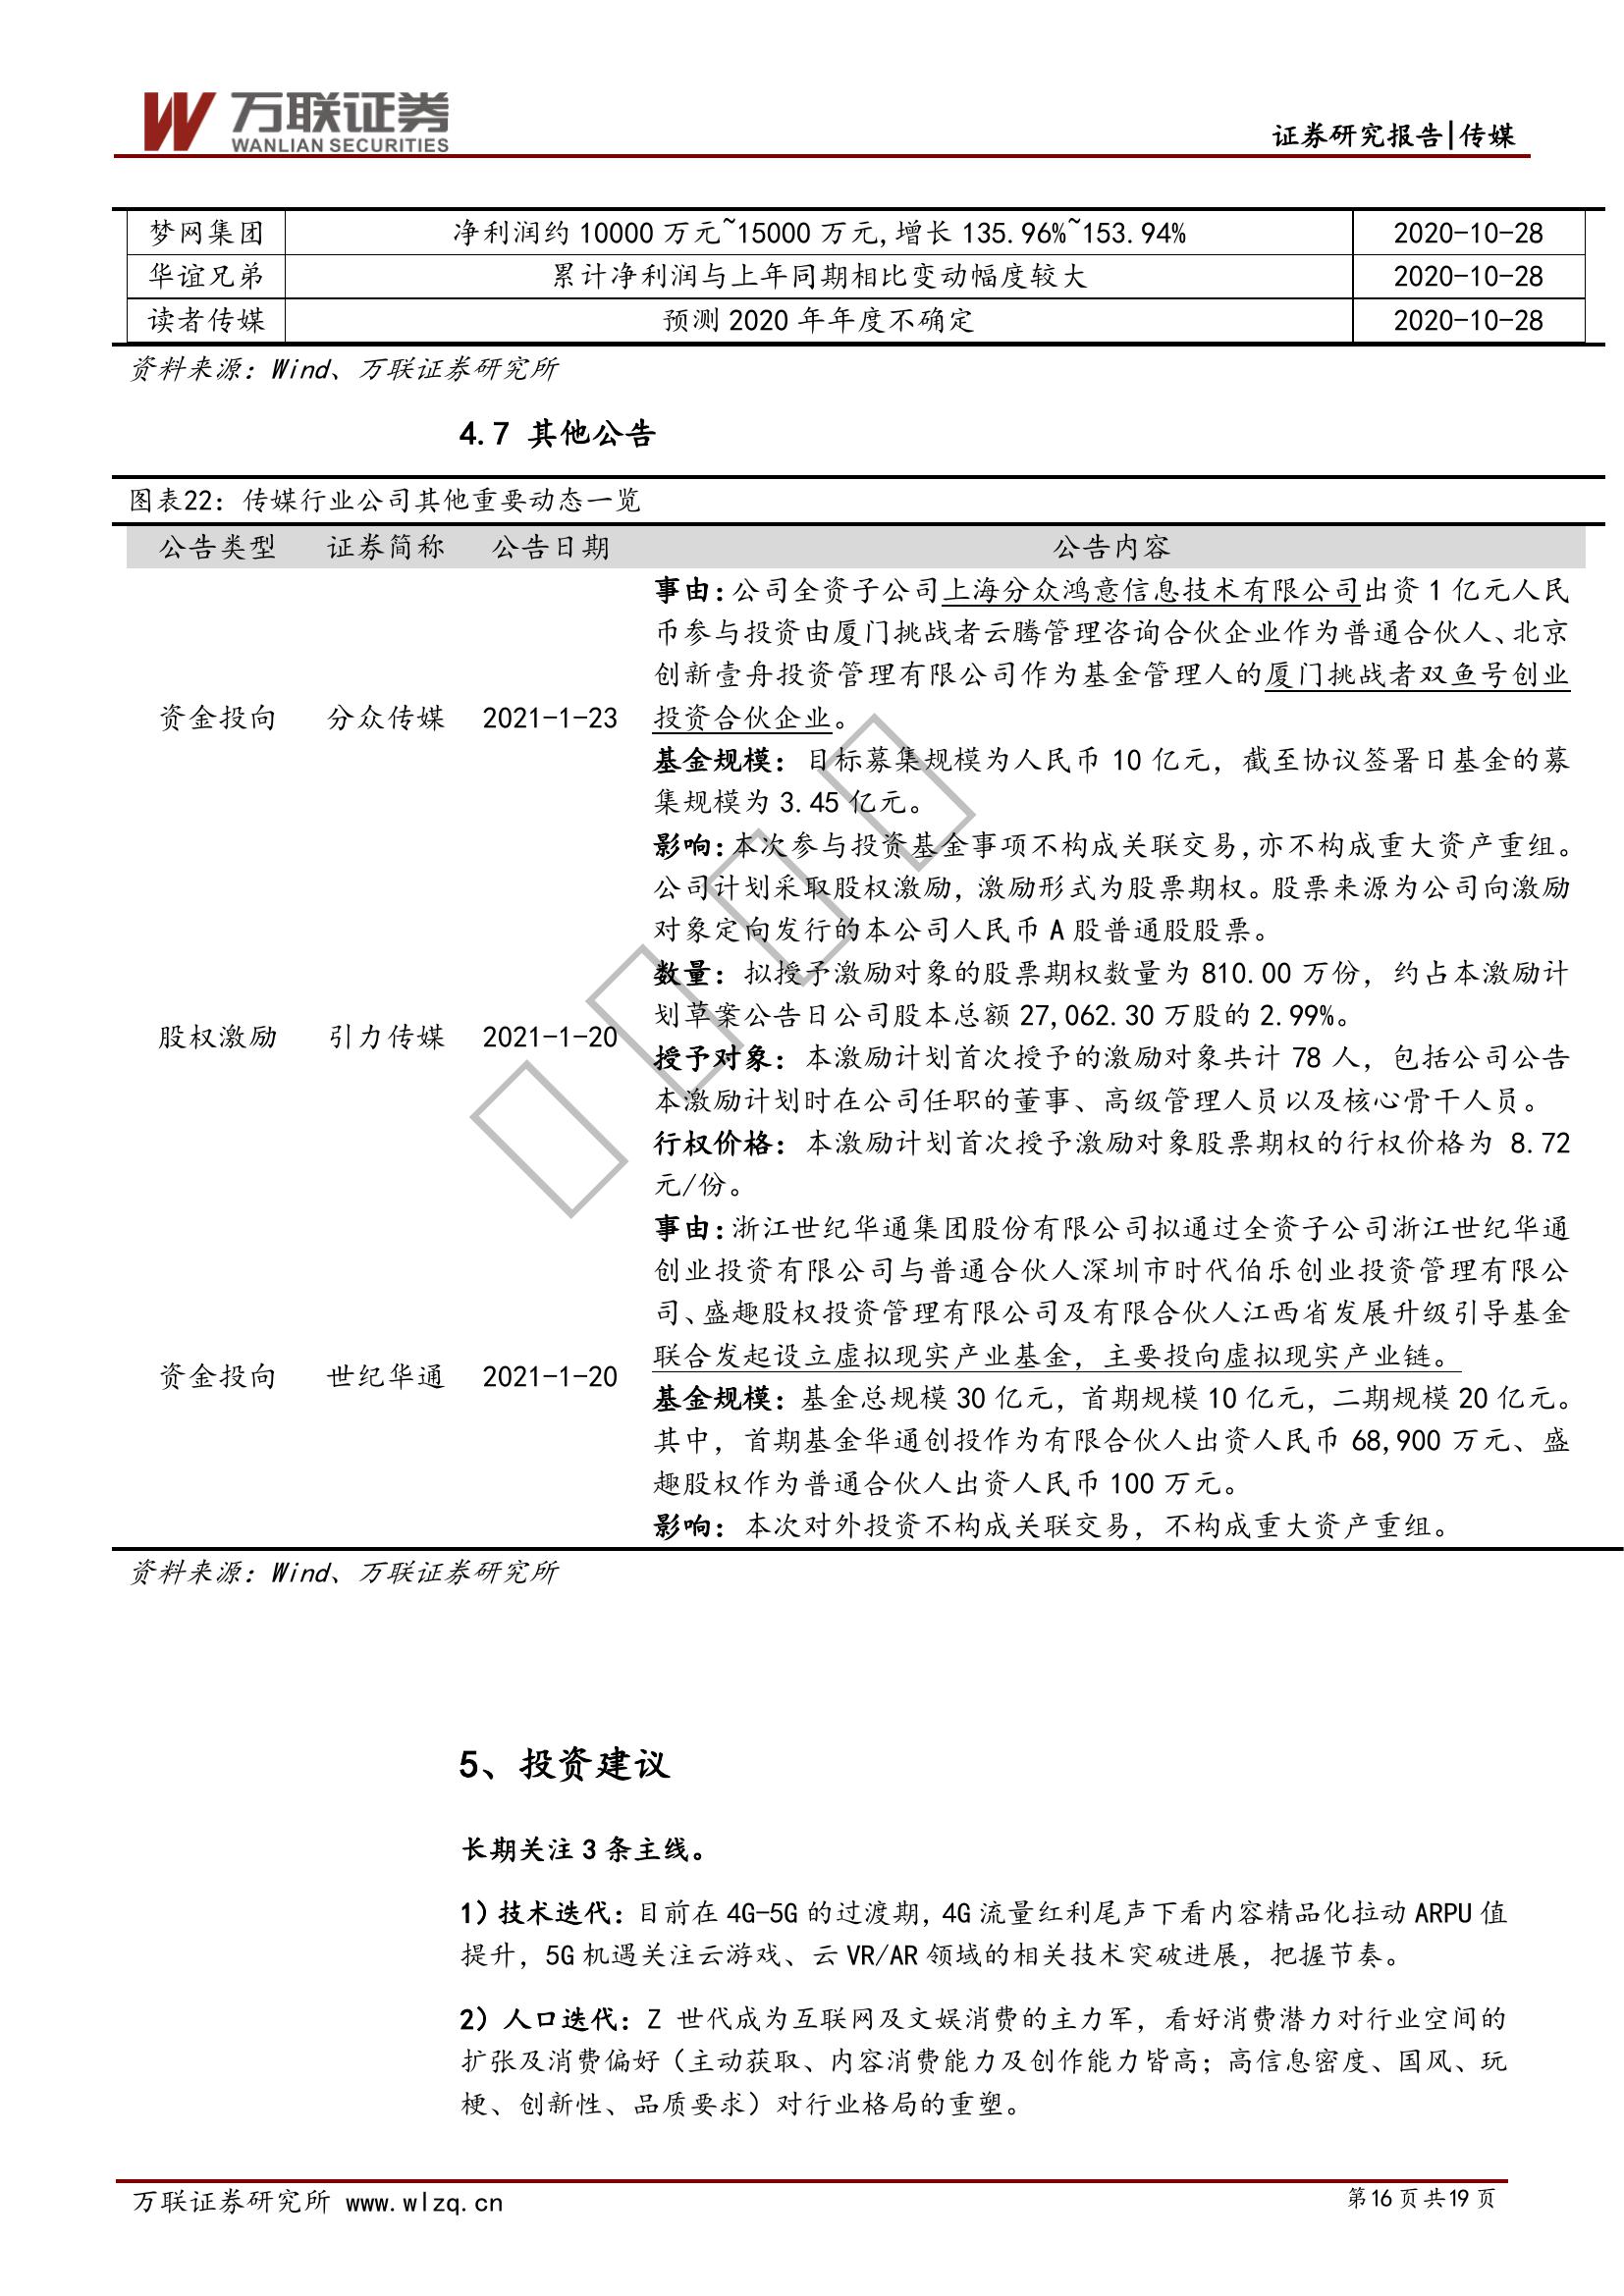 万联证券
WANLIAN SECURITIES
证券研究报告|传媒
梦网集团 净利润约 10000 万元~15000 万元,增长 135.96%~153.94% 2020-10-28
华谊兄弟 累计净利润与上年同期相比变动幅度较大 2020-10-28
读者传媒 预测 2020 年年度不确定 2020-10-28
资料来源：Wind、万联证券研究所
4.7 其他公告
图表22：传媒行业公司其他重要动态一览
公告类型 证券简称 公告日期 公告内容
事由：公司全资子公司上海分众鸿意信息技术有限公司出资 1 亿元人民
币参与投资由厦门挑战者云腾管理咨询合伙企业作为普通合伙人、北京
创新壹舟投资管理有限公司作为基金管理人的厦门挑战者双鱼号创业
资金投向 分众传媒 2021-1-23 投资合伙企业。
基金规模：目标募集规模为人民币 10 亿元，截至协议签署日基金的募
集规模为 3.45 亿元。
影响：本次参与投资基金事项不构成关联交易,亦不构成重大资产重组。
公司计划采取股权激励，激励形式为股票期权。股票来源为公司向激励
对象定向发行的本公司人民币 A 股普通股股票。
数量：拟授予激励对象的股票期权数量为 810.00 万份，约占本激励计
划草案公告日公司股本总额 27,062.30 万股的 2.99%。
股权激励 引力传媒 2021-1-20
授予对象：本激励计划首次授予的激励对象共计 78 人，包括公司公告
本激励计划时在公司任职的董事、高级管理人员以及核心骨干人员。
行权价格：本激励计划首次授予激励对象股票期权的行权价格为 8.72
元/份。
事由：浙江世纪华通集团股份有限公司拟通过全资子公司浙江世纪华通
创业投资有限公司与普通合伙人深圳市时代伯乐创业投资管理有限公
司、盛趣股权投资管理有限公司及有限合伙人江西省发展升级引导基金
联合发起设立虚拟现实产业基金，主要投向虚拟现实产业链。
资金投向 世纪华通 2021-1-20
基金规模：基金总规模 30 亿元，首期规模 10 亿元，二期规模 20 亿元。
其中，首期基金华通创投作为有限合伙人出资人民币 68,900 万元、盛
趣股权作为普通合伙人出资人民币 100 万元。
影响：本次对外投资不构成关联交易，不构成重大资产重组。
资料来源：Wind、万联证券研究所
5、投资建议
长期关注 3 条主线。
1）技术迭代：目前在 4G-5G 的过渡期，4G 流量红利尾声下看内容精品化拉动 ARPU 值
提升，5G 机遇关注云游戏、云 VR/AR 领域的相关技术突破进展，把握节奏。
2）人口迭代：Z 世代成为互联网及文娱消费的主力军，看好消费潜力对行业空间的
扩张及消费偏好（主动获取、内容消费能力及创作能力皆高；高信息密度、国风、玩
梗、创新性、品质要求）对行业格局的重塑。
万联证券研究所 www.wlzq.cn
第 16 页 共 19 页